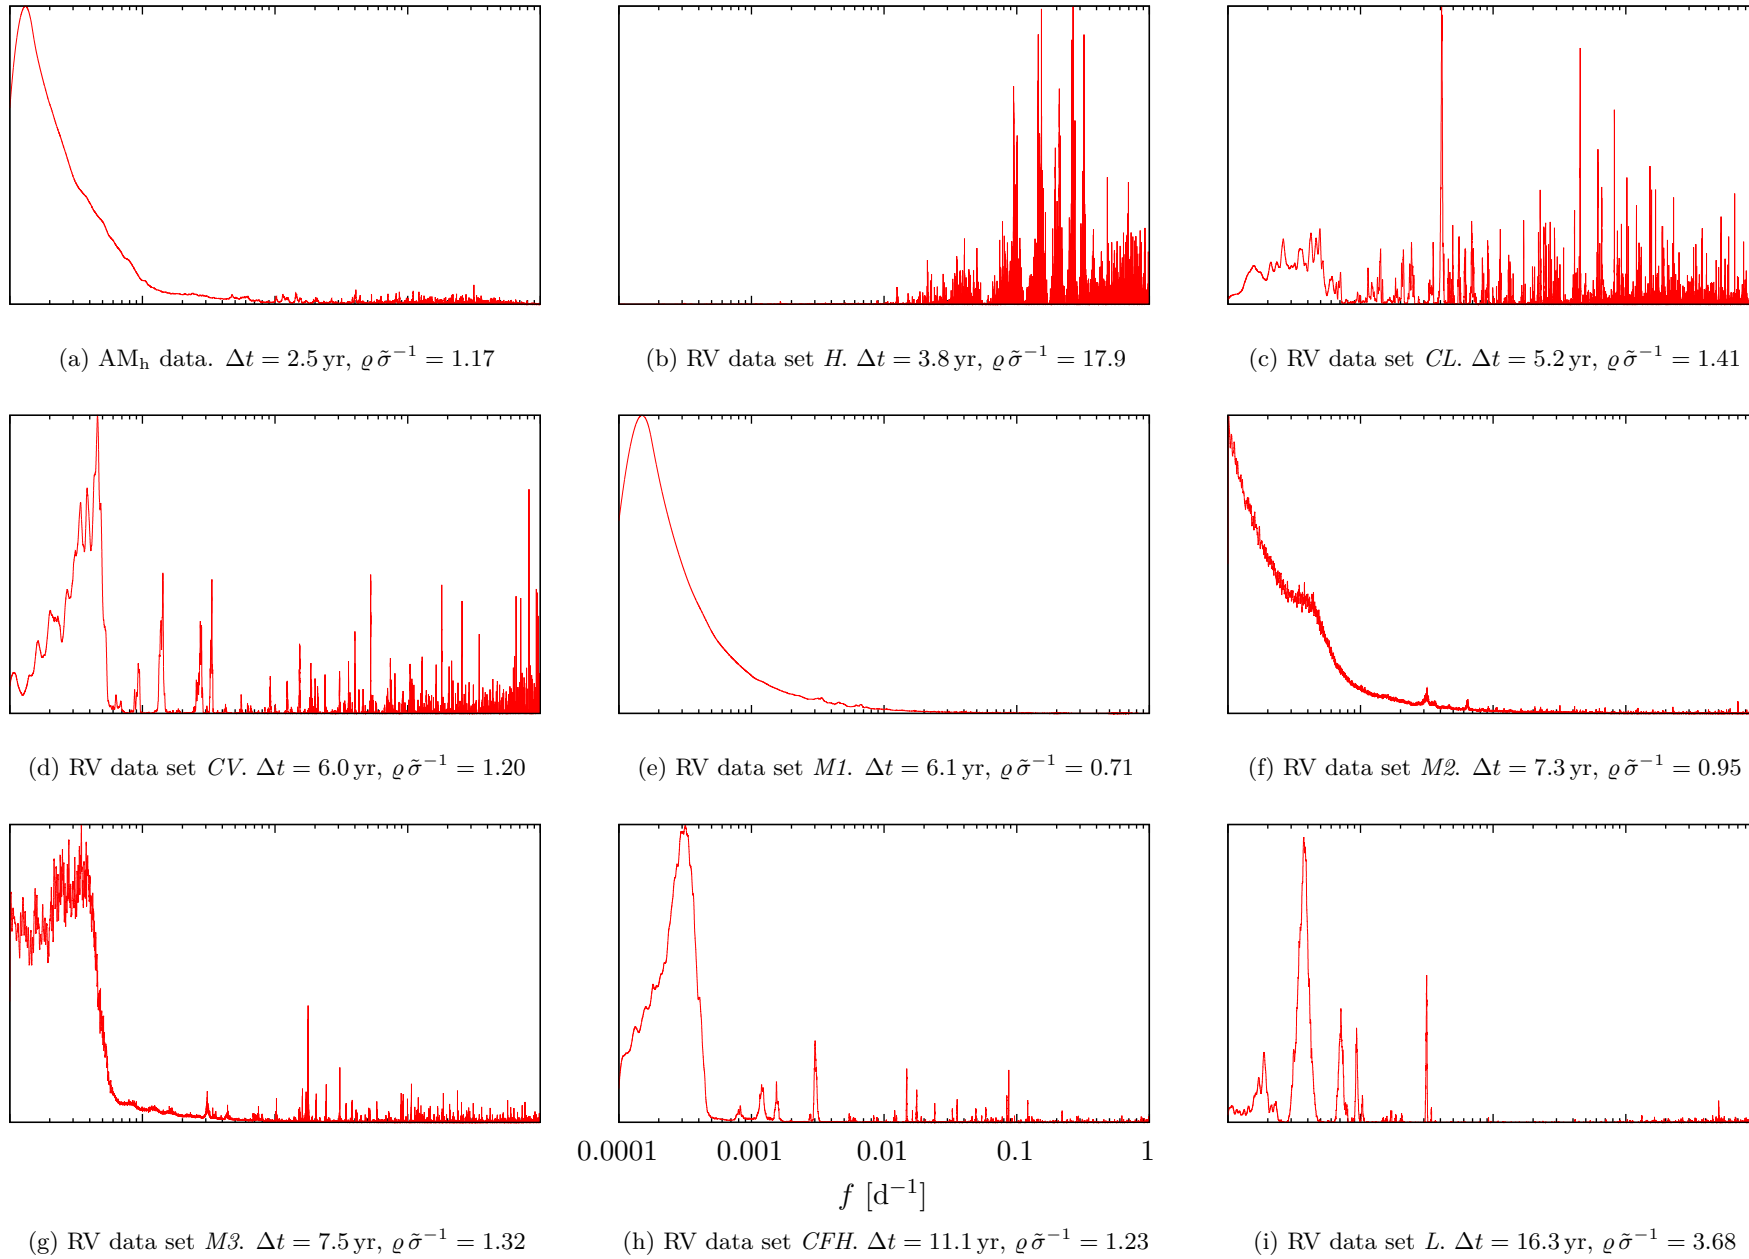 (a) AMₕ data. Δt = 2.5 yr, ϱ σ̃⁻¹ = 1.17
(b) RV data set H. Δt = 3.8 yr, ϱ σ̃⁻¹ = 17.9
(c) RV data set CL. Δt = 5.2 yr, ϱ σ̃⁻¹ = 1.41
(d) RV data set CV. Δt = 6.0 yr, ϱ σ̃⁻¹ = 1.20
(e) RV data set M1. Δt = 6.1 yr, ϱ σ̃⁻¹ = 0.71
(f) RV data set M2. Δt = 7.3 yr, ϱ σ̃⁻¹ = 0.95
0.0001 0.001 0.01 0.1 1
f [d⁻¹]
(g) RV data set M3. Δt = 7.5 yr, ϱ σ̃⁻¹ = 1.32
(h) RV data set CFH. Δt = 11.1 yr, ϱ σ̃⁻¹ = 1.23
(i) RV data set L. Δt = 16.3 yr, ϱ σ̃⁻¹ = 3.68